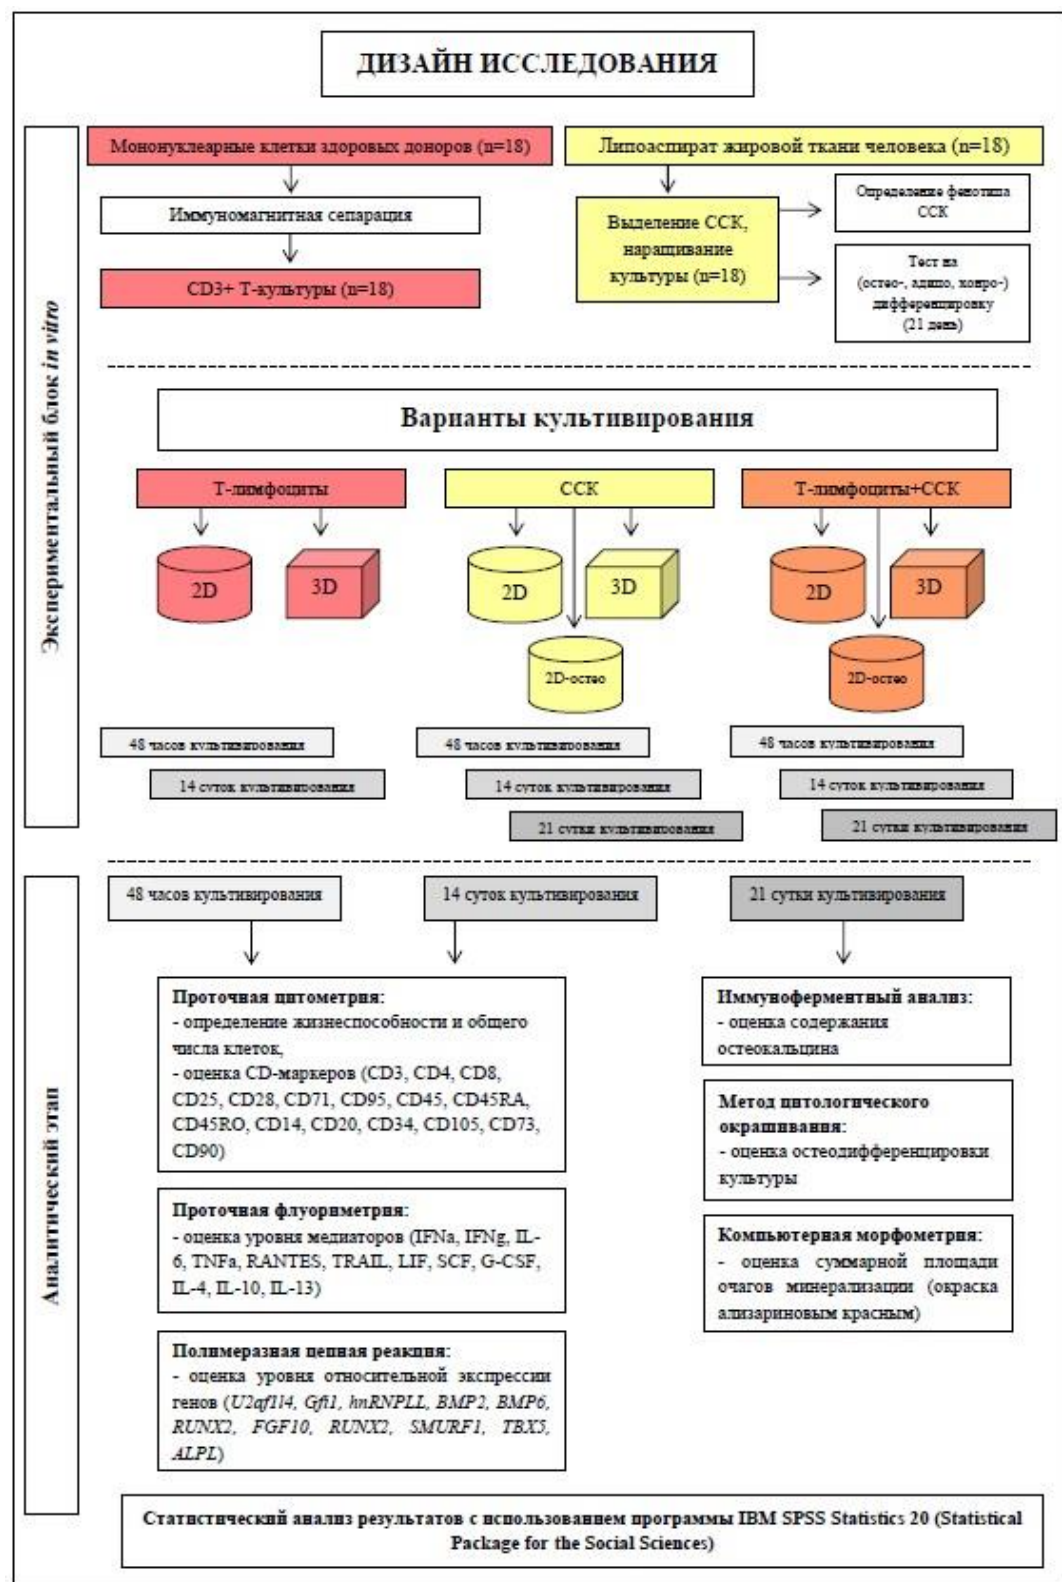 ДИЗАЙН ИССЛЕДОВАНИЯ
Экспериментальный блок in vitro
Мононуклеарные клетки здоровых доноров (n=18)
Иммуномагнитная сепарация
CD3+ Т-культуры (n=18)
Липоаспират жировой ткани человека (n=18)
Выделение ССК,
наращивание
культуры (n=18)
Определение фенотипа
ССК
Тест на
(остео-, адипо, хонро-)
дифференцировку
(21 день)
Варианты культивирования
Т-лимфоциты
2D
3D
48 часов культивирования
14 суток культивирования
ССК
2D
3D
2D-остео
48 часов культивирования
14 суток культивирования
21 сутки культивирования
Т-лимфоциты+ССК
2D
3D
2D-остео
48 часов культивирования
14 суток культивирования
21 сутки культивирования
Аналитический этап
48 часов культивирования
14 суток культивирования
21 сутки культивирования
Проточная цитометрия:
- определение жизнеспособности и общего
числа клеток,
- оценка CD-маркеров (CD3, CD4, CD8,
CD25, CD28, CD71, CD95, CD45, CD45RA,
CD45RO, CD14, CD20, CD34, CD105, CD73,
CD90)
Проточная флуориметрия:
- оценка уровня медиаторов (IFNa, IFNg, IL-
6, TNFa, RANTES, TRAIL, LIF, SCF, G-CSF,
IL-4, IL-10, IL-13)
Полимеразная цепная реакция:
- оценка уровня относительной экспрессии
генов (U2af1l4, Gfi1, hnRNPLL, BMP2, BMP6,
RUNX2, FGF10, RUNX2, SMURF1, TBX5,
ALPL)
Иммуноферментный анализ:
- оценка содержания
остеокальцина
Метод цитологического
окрашивания:
- оценка остеодифференцировки
культуры
Компьютерная морфометрия:
- оценка суммарной площади
очагов минерализации (окраска
ализариновым красным)
Статистический анализ результатов с использованием программы IBM SPSS Statistics 20 (Statistical
Package for the Social Sciences)